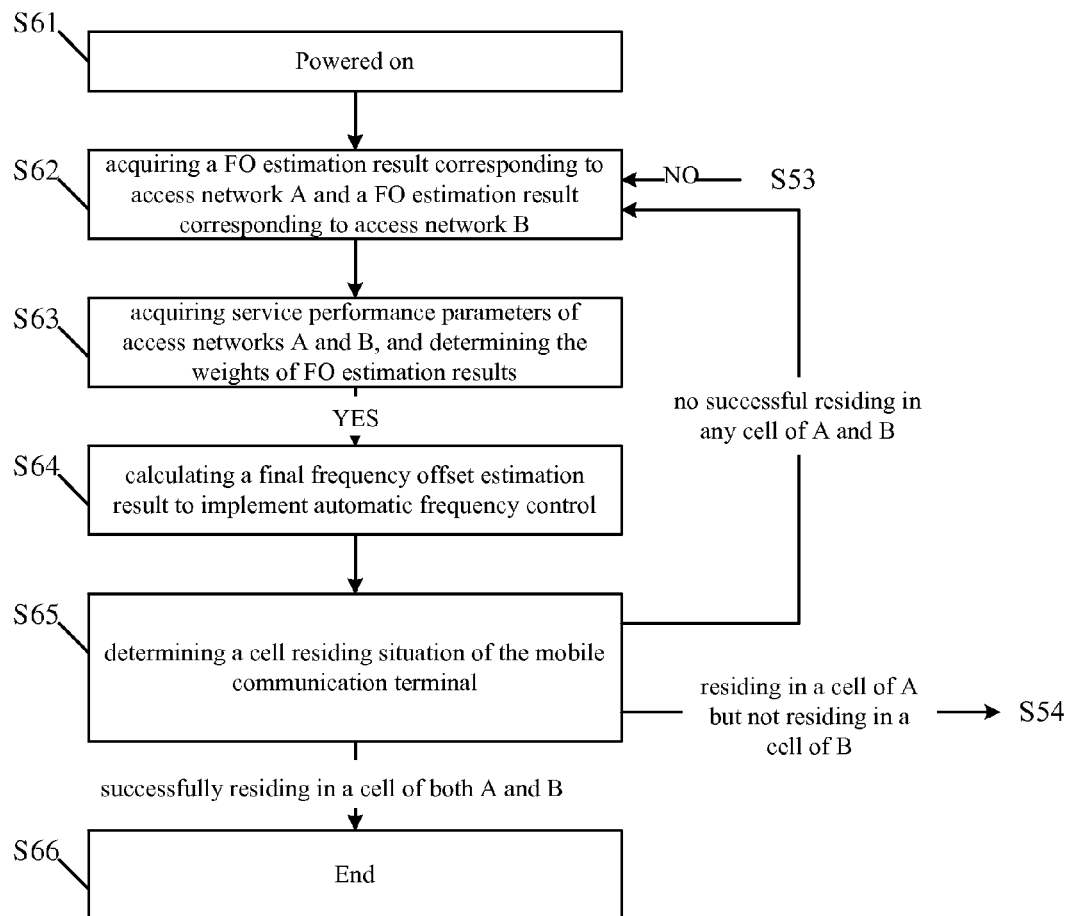 S61
Powered on
S62
acquiring a FO estimation result corresponding to
access network A and a FO estimation result
corresponding to access network B
NO
S53
S63
acquiring service performance parameters of
access networks A and B, and determining the
weights of FO estimation results
YES
no successful residing in
any cell of A and B
S64
calculating a final frequency offset estimation
result to implement automatic frequency control
S65
determining a cell residing situation of the mobile
communication terminal
residing in a cell of A
but not residing in a
cell of B
S54
successfully residing in a cell of both A and B
S66
End